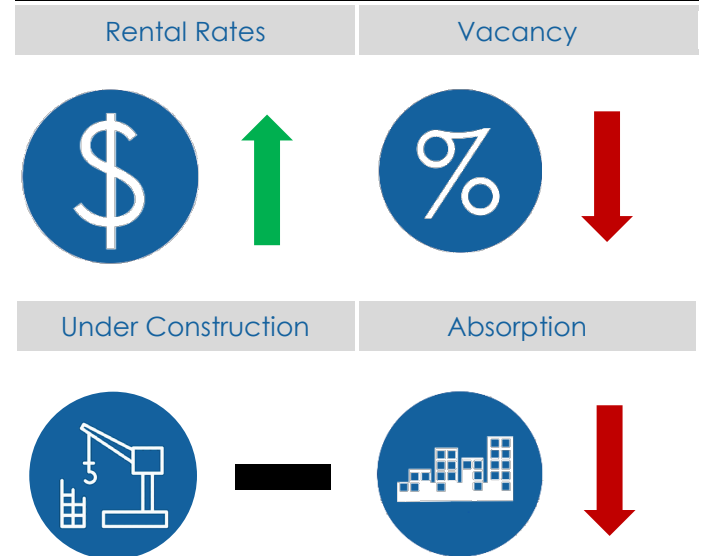 Rental Rates
Vacancy
$
%
Under Construction
Absorption